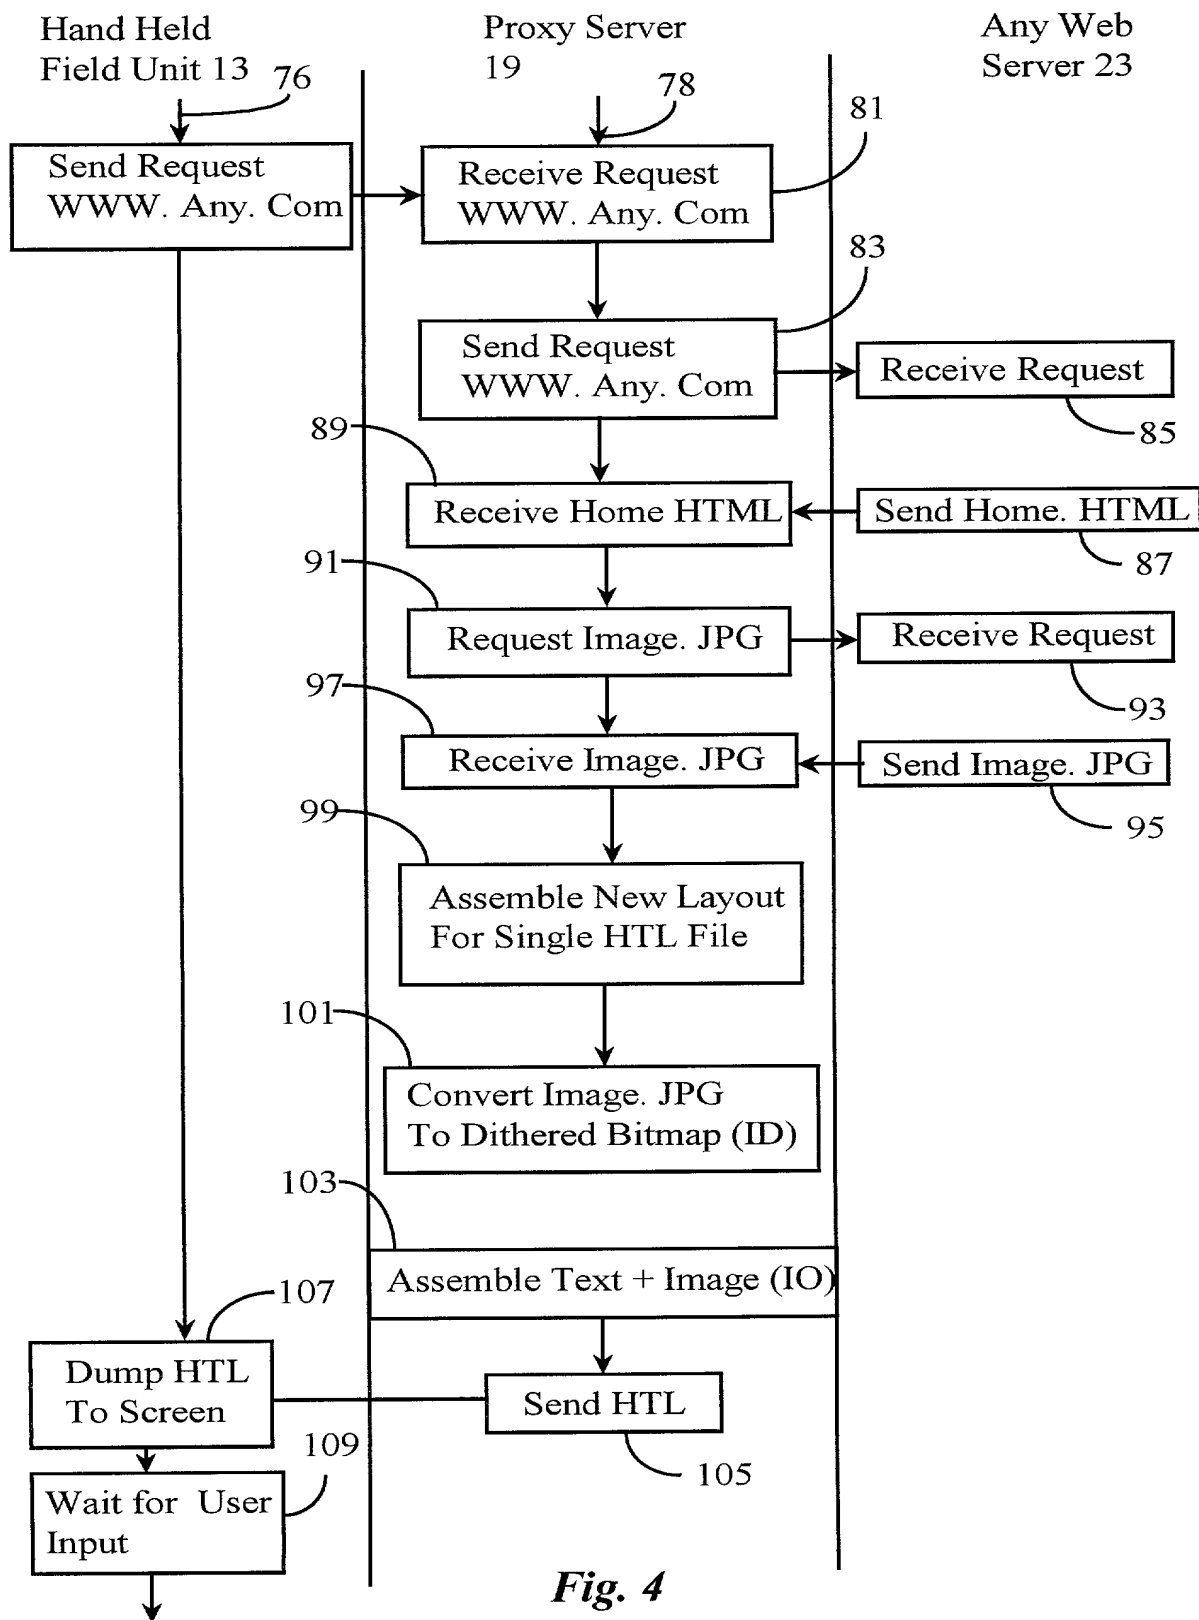 Hand Held
Field Unit 13
76
Proxy Server
19
78
Any Web
Server 23
81
Send Request
WWW. Any. Com
Receive Request
WWW. Any. Com
83
Send Request
WWW. Any. Com
Receive Request
85
89
Receive Home HTML
Send Home. HTML
87
91
Request Image. JPG
Receive Request
93
97
Receive Image. JPG
Send Image. JPG
95
99
Assemble New Layout
For Single HTL File
101
Convert Image. JPG
To Dithered Bitmap (ID)
103
Assemble Text + Image (IO)
107
Dump HTL
To Screen
Send HTL
105
109
Wait for User
Input
Fig. 4